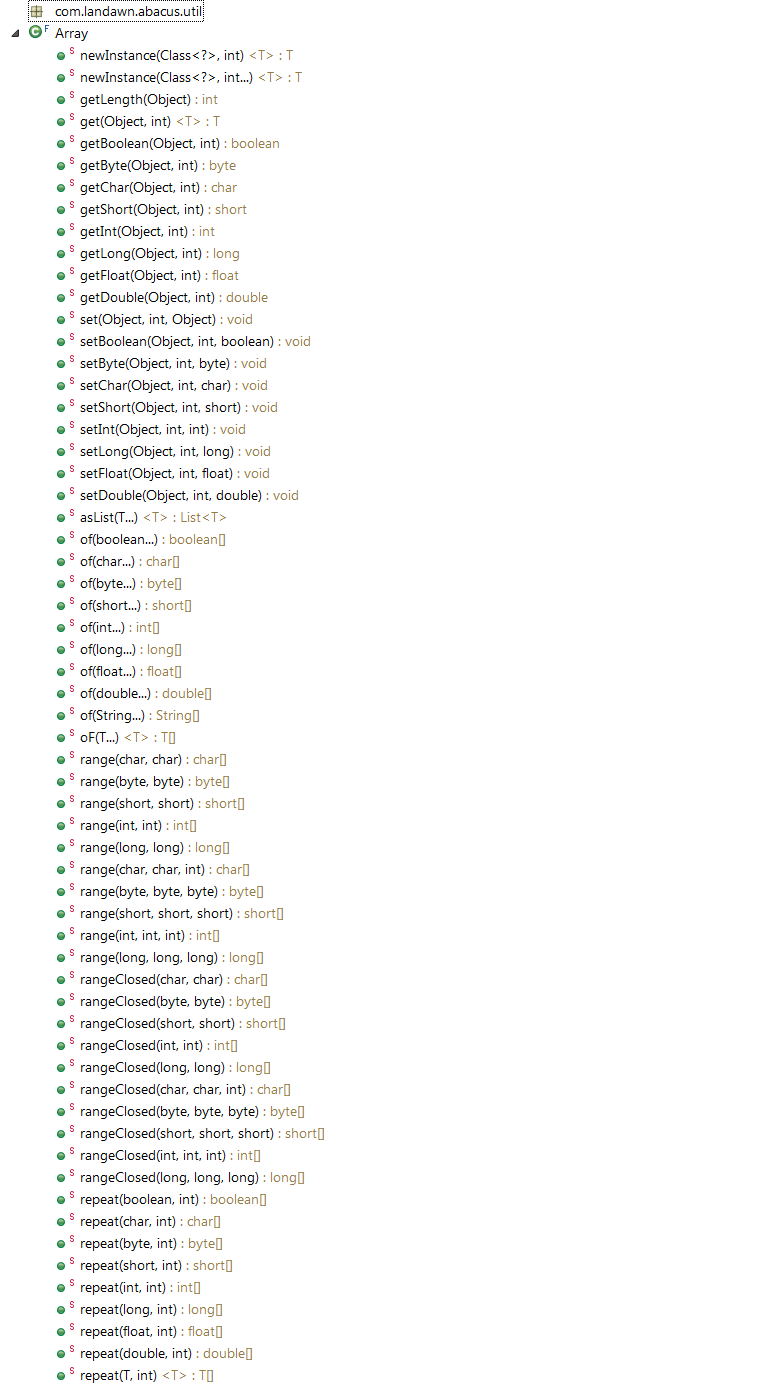 com.landawn.abacus.util
C F Array
S newInstance(Class<?>, int) <T> : T
S newInstance(Class<?>, int...) <T> : T
S getLength(Object) : int
S get(Object, int) <T> : T
S getBoolean(Object, int) : boolean
S getByte(Object, int) : byte
S getChar(Object, int) : char
S getShort(Object, int) : short
S getInt(Object, int) : int
S getLong(Object, int) : long
S getFloat(Object, int) : float
S getDouble(Object, int) : double
S set(Object, int, Object) : void
S setBoolean(Object, int, boolean) : void
S setByte(Object, int, byte) : void
S setChar(Object, int, char) : void
S setShort(Object, int, short) : void
S setInt(Object, int, int) : void
S setLong(Object, int, long) : void
S setFloat(Object, int, float) : void
S setDouble(Object, int, double) : void
S asList(T...) <T> : List<T>
S of(boolean...) : boolean[]
S of(char...) : char[]
S of(byte...) : byte[]
S of(short...) : short[]
S of(int...) : int[]
S of(long...) : long[]
S of(float...) : float[]
S of(double...) : double[]
S of(String...) : String[]
S oF(T...) <T> : T[]
S range(char, char) : char[]
S range(byte, byte) : byte[]
S range(short, short) : short[]
S range(int, int) : int[]
S range(long, long) : long[]
S range(char, char, int) : char[]
S range(byte, byte, byte) : byte[]
S range(short, short, short) : short[]
S range(int, int, int) : int[]
S range(long, long, long) : long[]
S rangeClosed(char, char) : char[]
S rangeClosed(byte, byte) : byte[]
S rangeClosed(short, short) : short[]
S rangeClosed(int, int) : int[]
S rangeClosed(long, long) : long[]
S rangeClosed(char, char, int) : char[]
S rangeClosed(byte, byte, byte) : byte[]
S rangeClosed(short, short, short) : short[]
S rangeClosed(int, int, int) : int[]
S rangeClosed(long, long, long) : long[]
S repeat(boolean, int) : boolean[]
S repeat(char, int) : char[]
S repeat(byte, int) : byte[]
S repeat(short, int) : short[]
S repeat(int, int) : int[]
S repeat(long, int) : long[]
S repeat(float, int) : float[]
S repeat(double, int) : double[]
S repeat(T, int) <T> : T[]